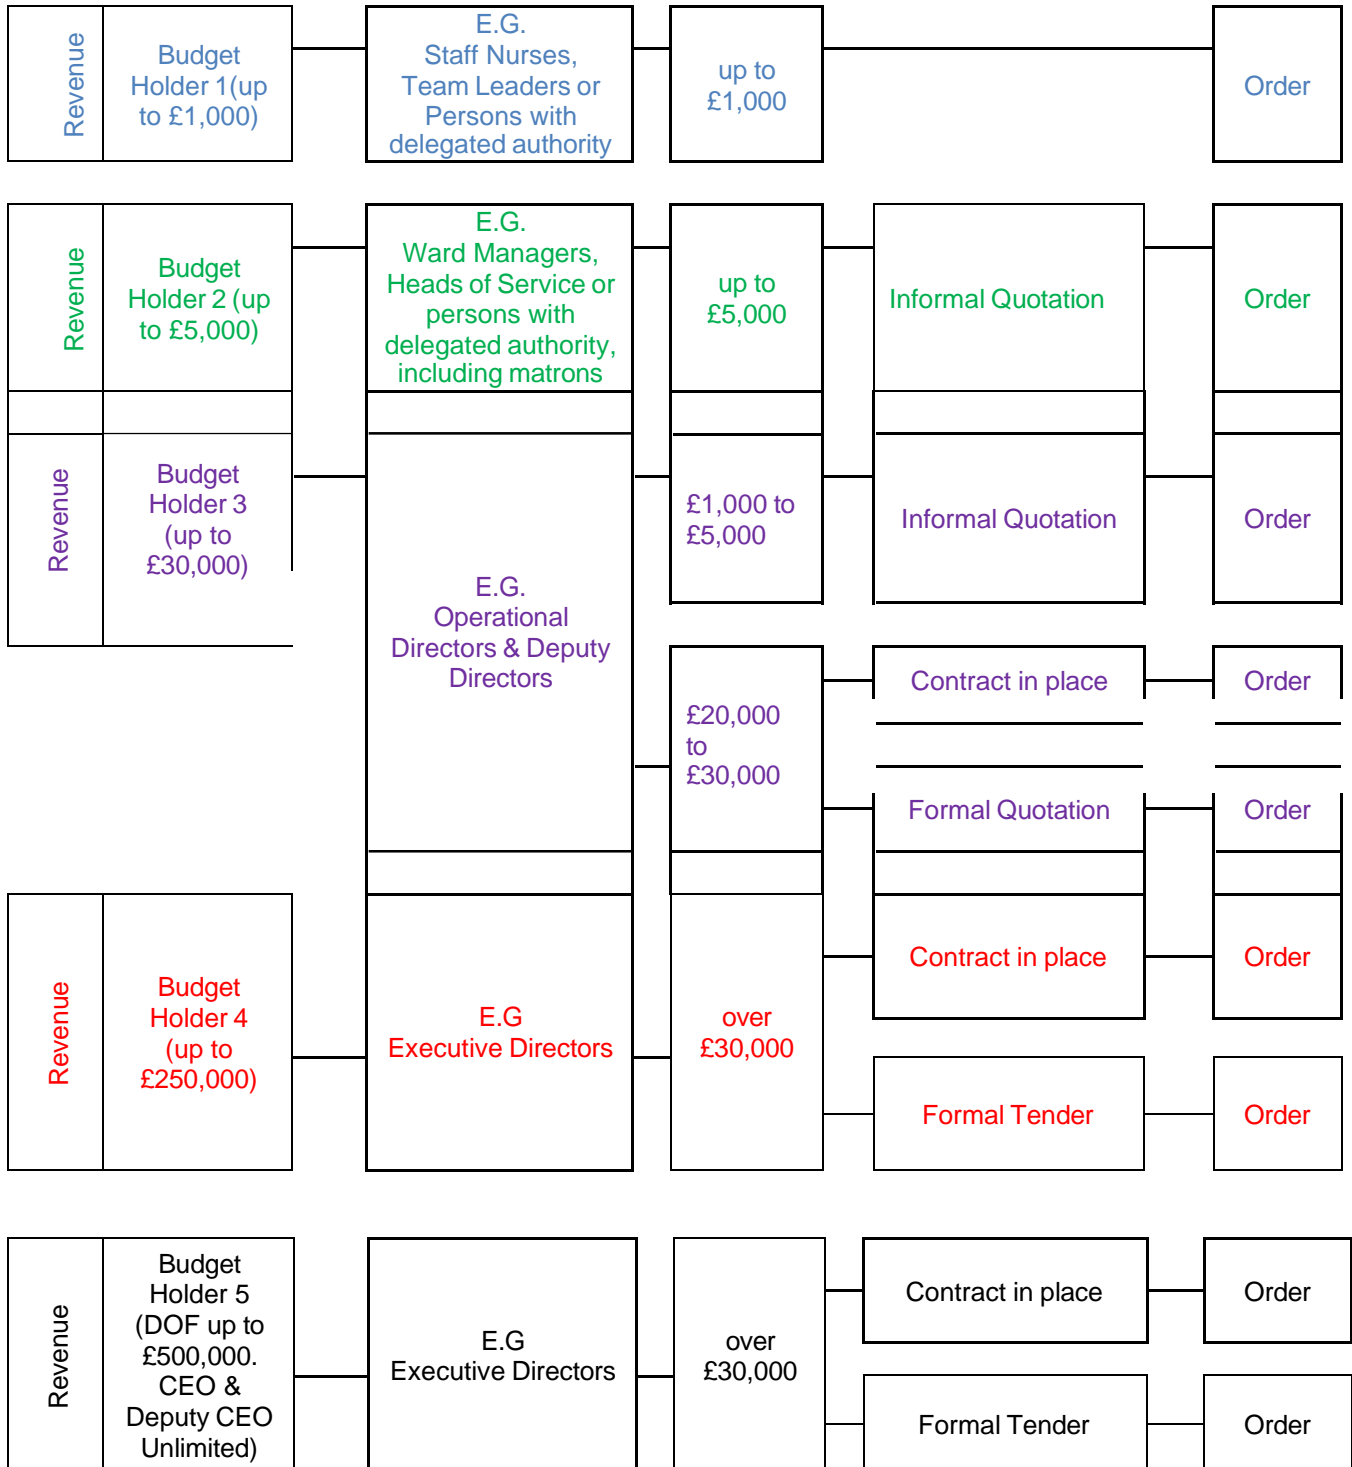 Revenue
Budget
Holder 1(up
to £1,000)
E.G.
Staff Nurses,
Team Leaders or
Persons with
delegated authority
up to
£1,000
Order
Revenue
Budget
Holder 2 (up
to £5,000)
E.G.
Ward Managers,
Heads of Service or
persons with
delegated authority,
including matrons
up to
£5,000
Informal Quotation
Order
Revenue
Budget
Holder 3
(up to
£30,000)
E.G.
Operational
Directors & Deputy
Directors
£1,000 to
£5,000
Informal Quotation
Order
£20,000
to
£30,000
Contract in place
Order
Formal Quotation
Order
Revenue
Budget
Holder 4
(up to
£250,000)
E.G
Executive Directors
over
£30,000
Contract in place
Order
Formal Tender
Order
Revenue
Budget
Holder 5
(DOF up to
£500,000.
CEO &
Deputy CEO
Unlimited)
E.G
Executive Directors
over
£30,000
Contract in place
Order
Formal Tender
Order